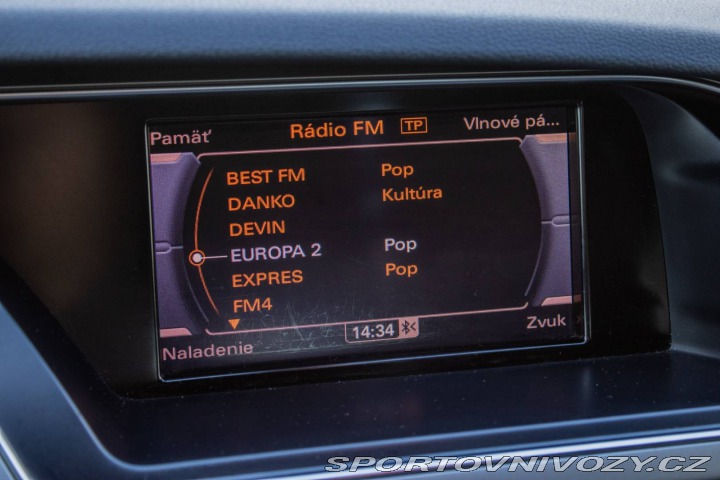 Pamäť Rádio FM TP Vlnové pá...
BEST FM Pop
DANKO Kultúra
DEVIN
EUROPA 2 Pop
EXPRES Pop
FM4
14:34
Naladenie Zvuk
SPORTOVNIVOZY.CZ